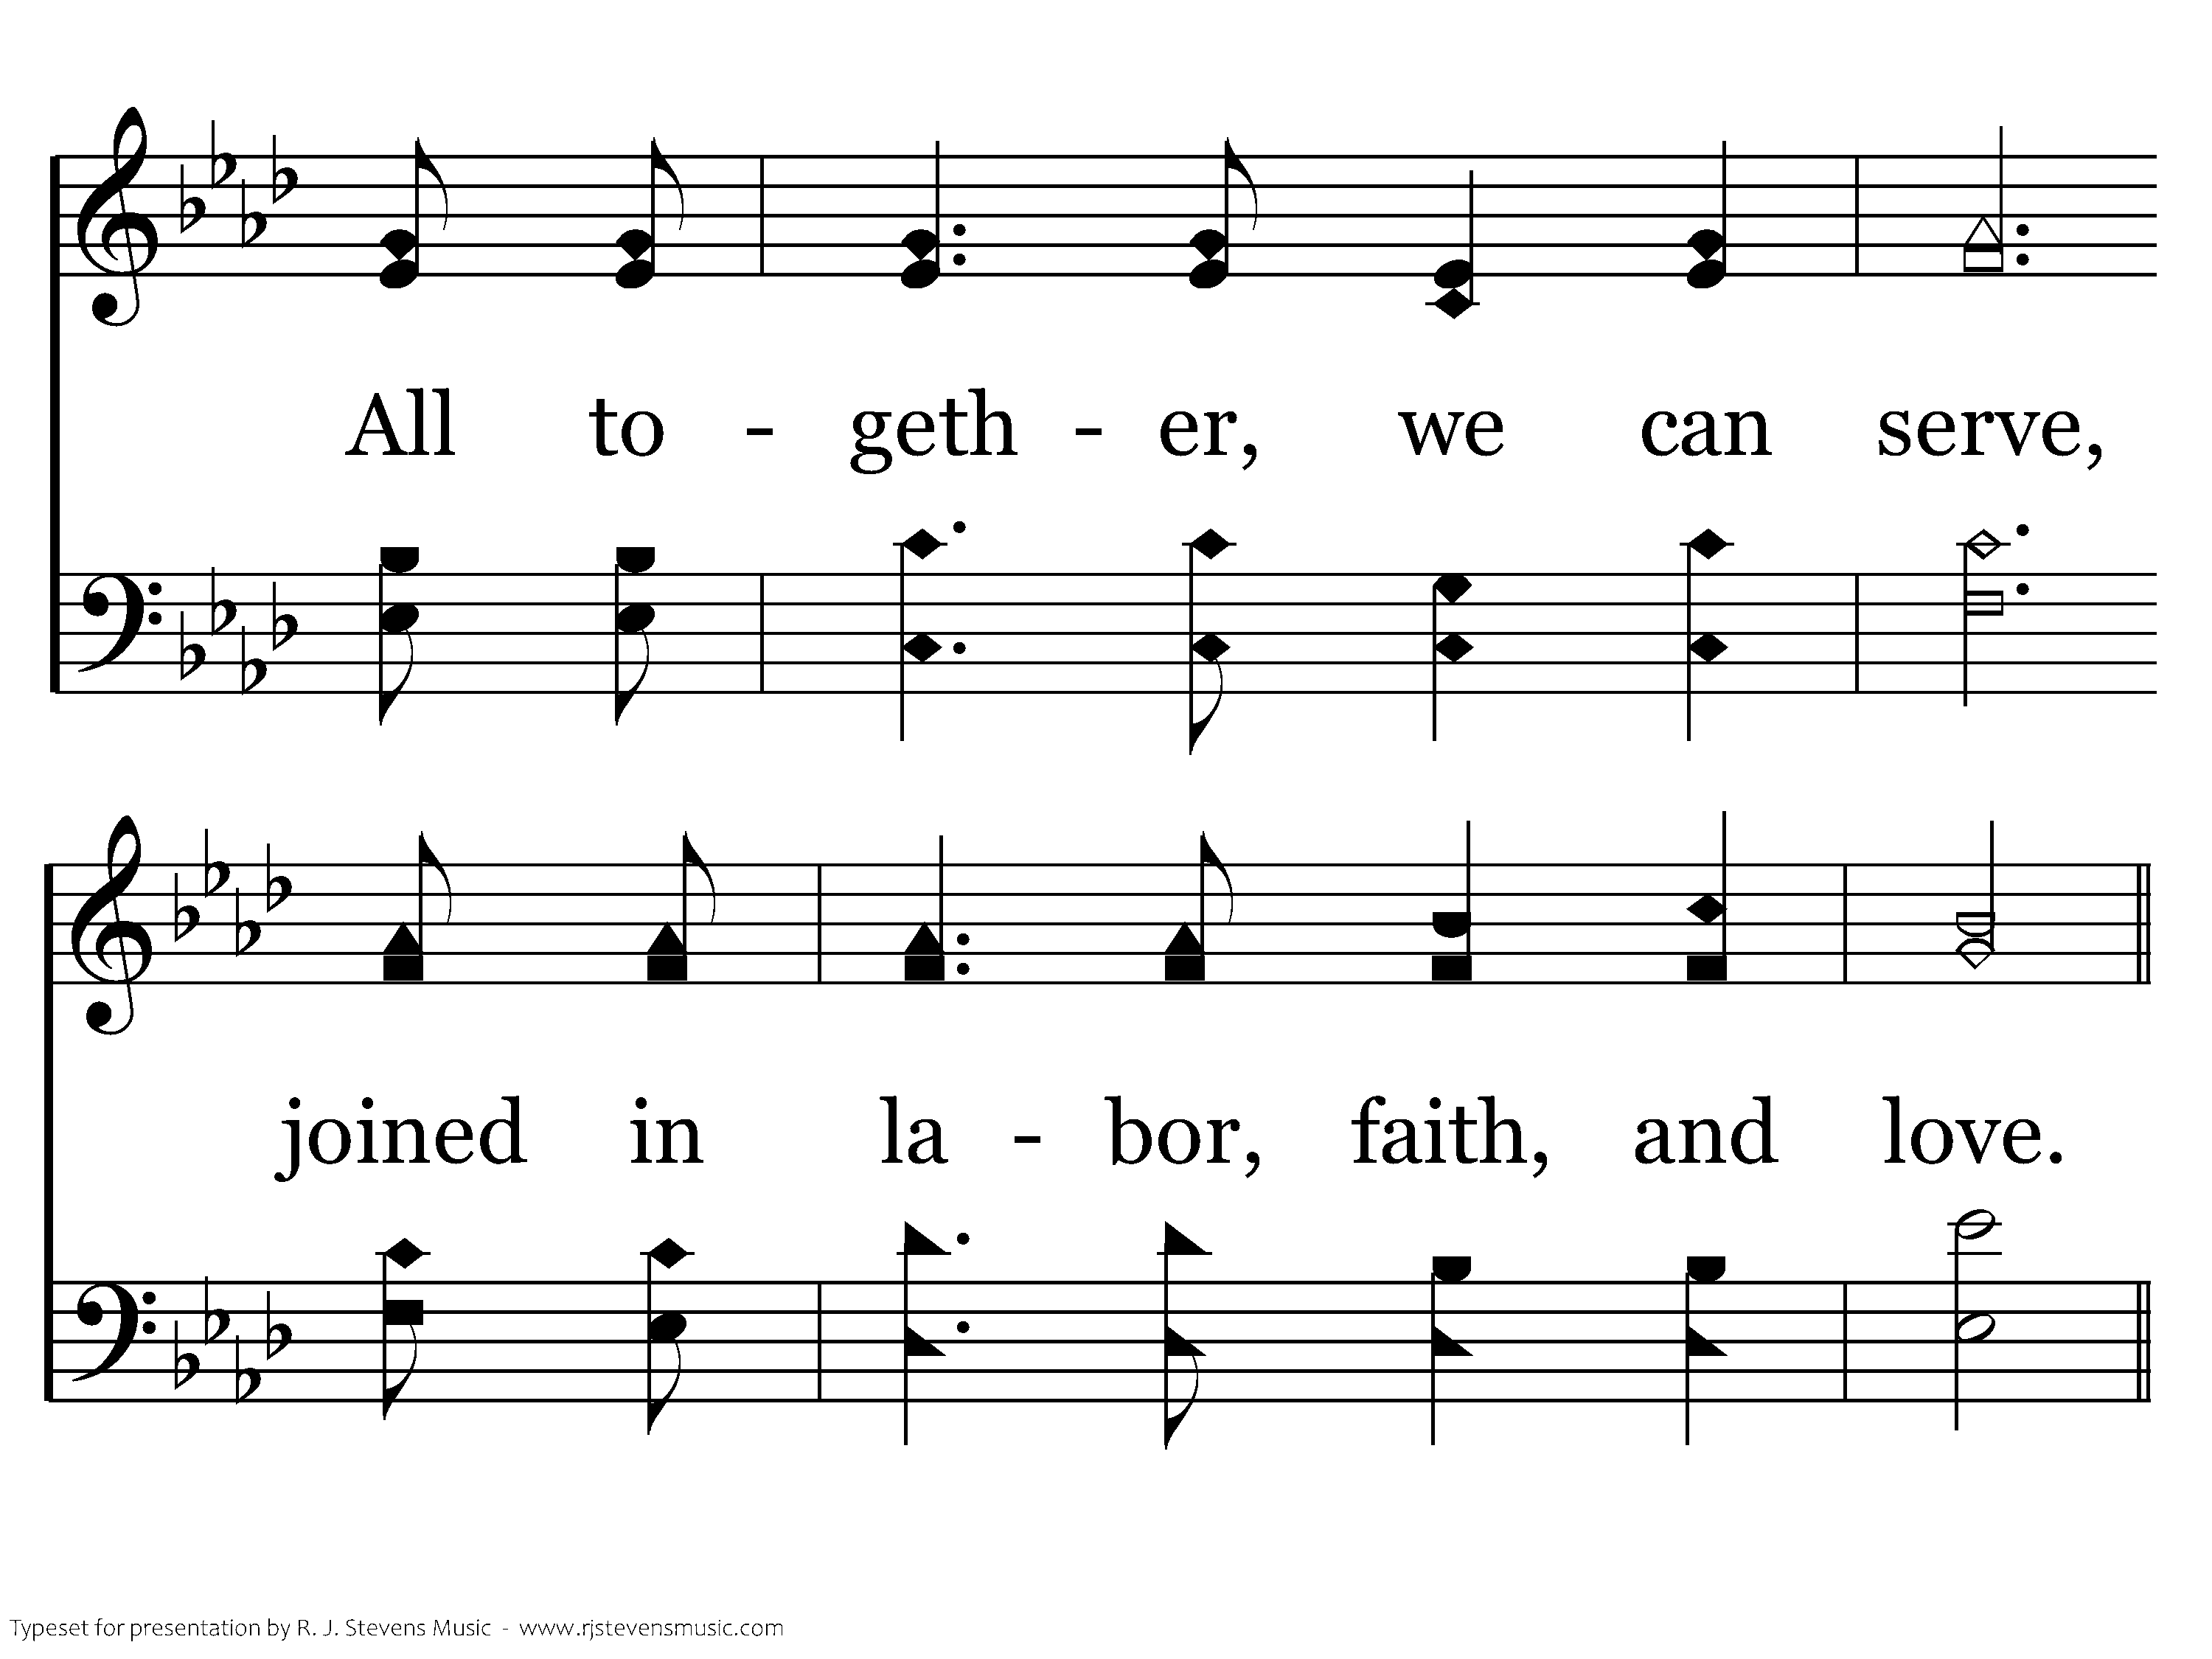 All to - geth - er, we can serve,
joined in la - bor, faith, and love.
Typeset for presentation by R. J. Stevens Music - www.rjstevensmusic.com